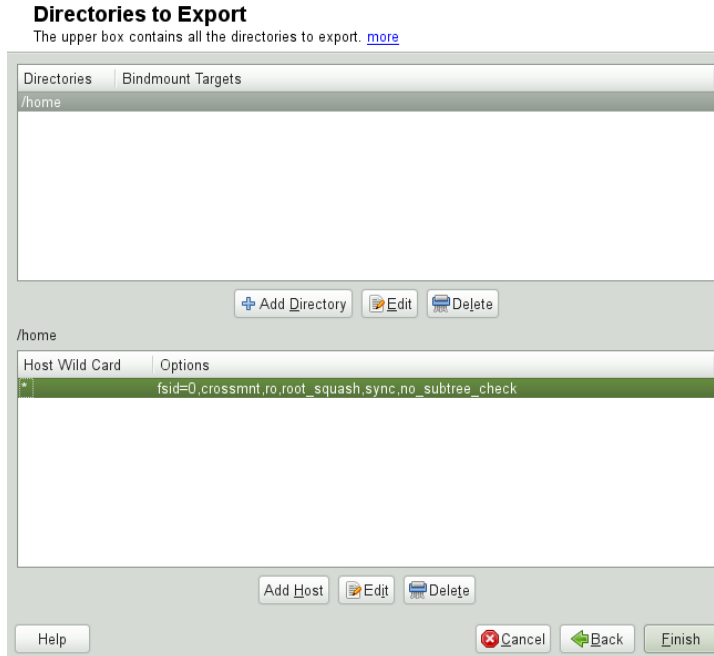 Directories to Export
The upper box contains all the directories to export. more
Directories Bindmount Targets
/home
Add Directory Edit Delete
/home
Host Wild Card Options
* fsid=0,crossmnt,ro,root_squash,sync,no_subtree_check
Add Host Edit Delete
Help Cancel Back Finish